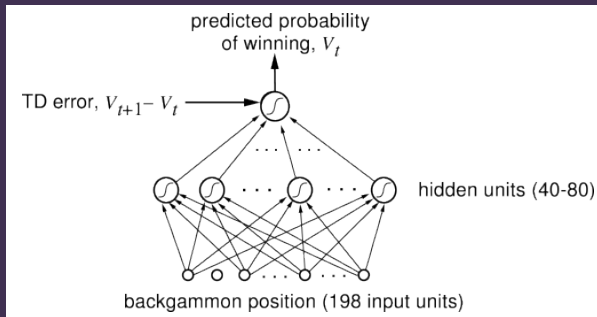 predicted probability
of winning, V_t
TD error, V_{t+1} − V_t
hidden units (40-80)
backgammon position (198 input units)